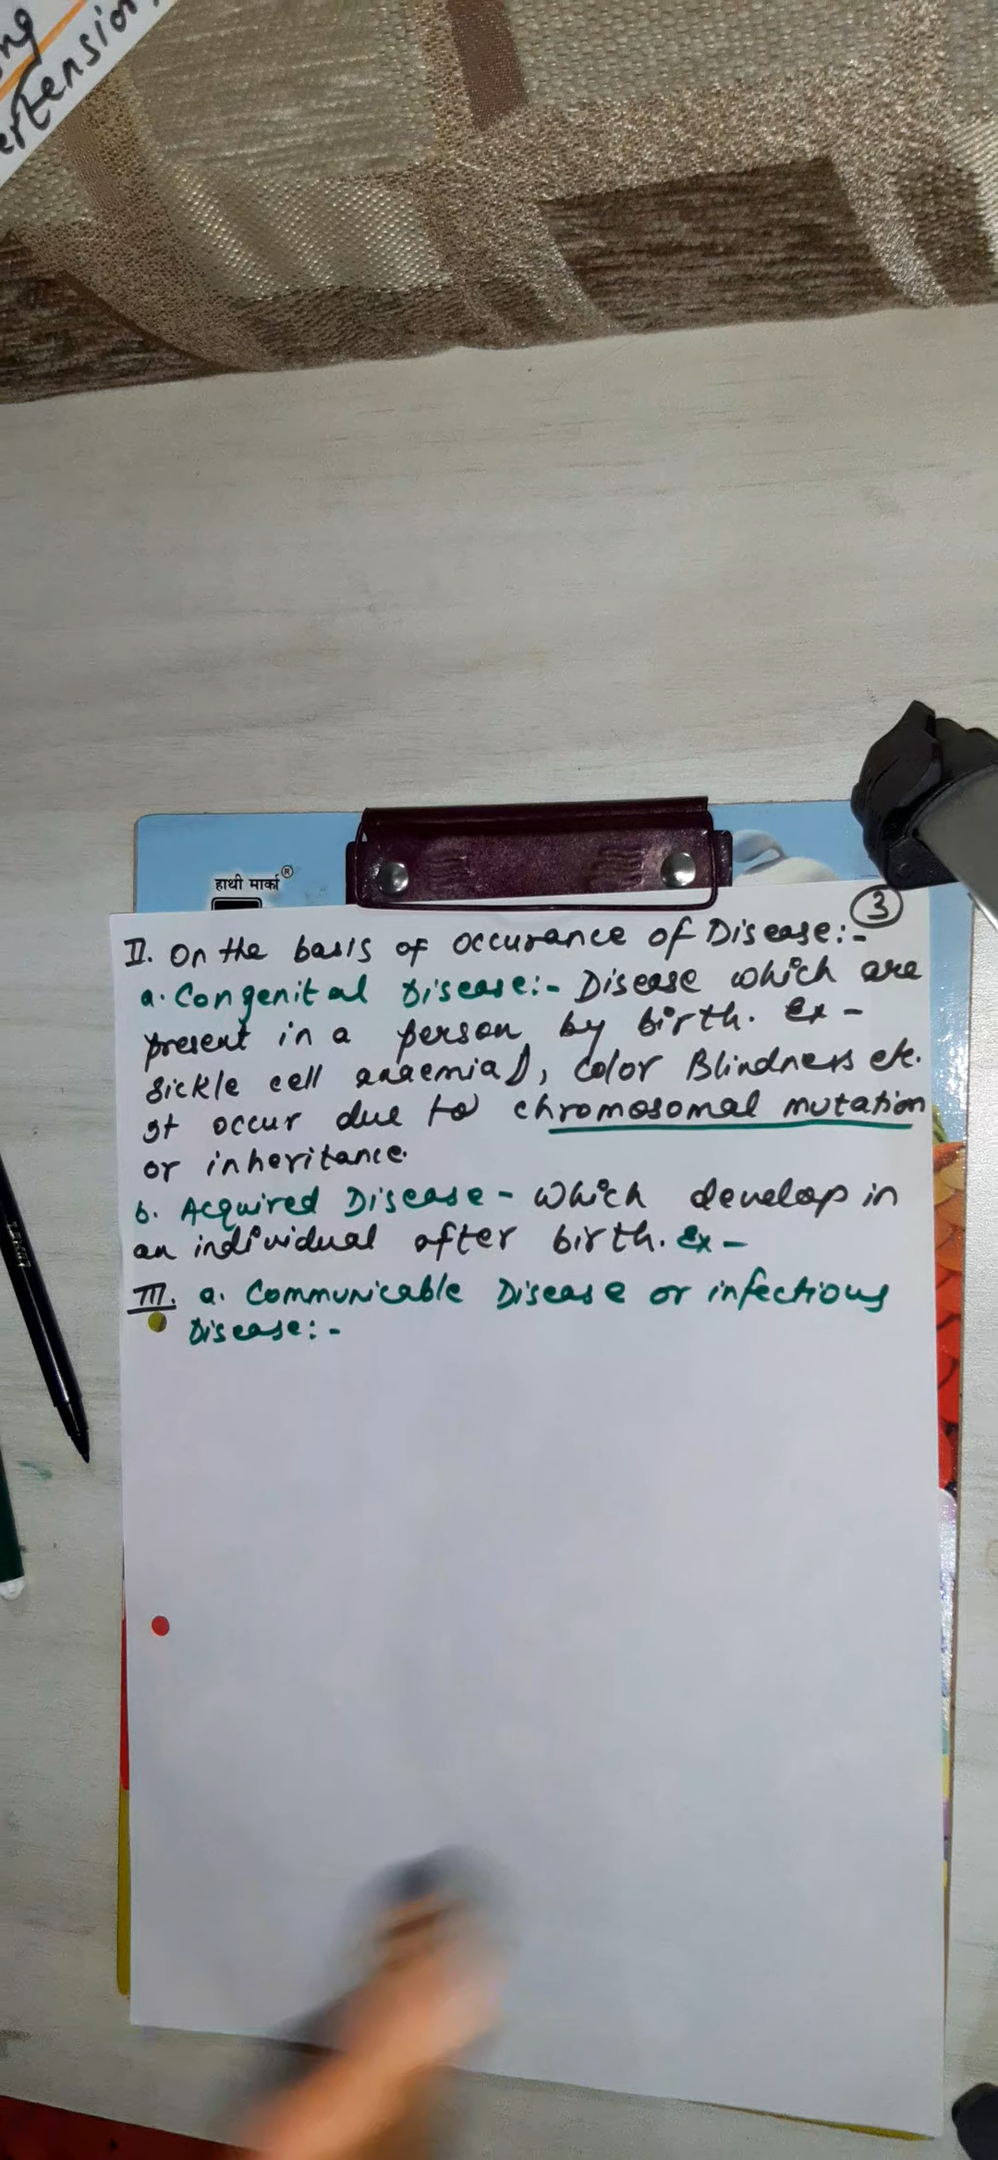 ng
ertension
हाथी मार्का ®
3
II. On the basis of occurance of Disease:-
a. Congenital Disease:- Disease which are
present in a person by birth. Ex -
Sickle cell anaemia, Color Blindness etc.
It occur due to chromosomal mutation
or inheritance.
b. Acquired Disease - which develop in
an individual after birth. Ex -
III. a. Communicable Disease or infectious
Disease:-